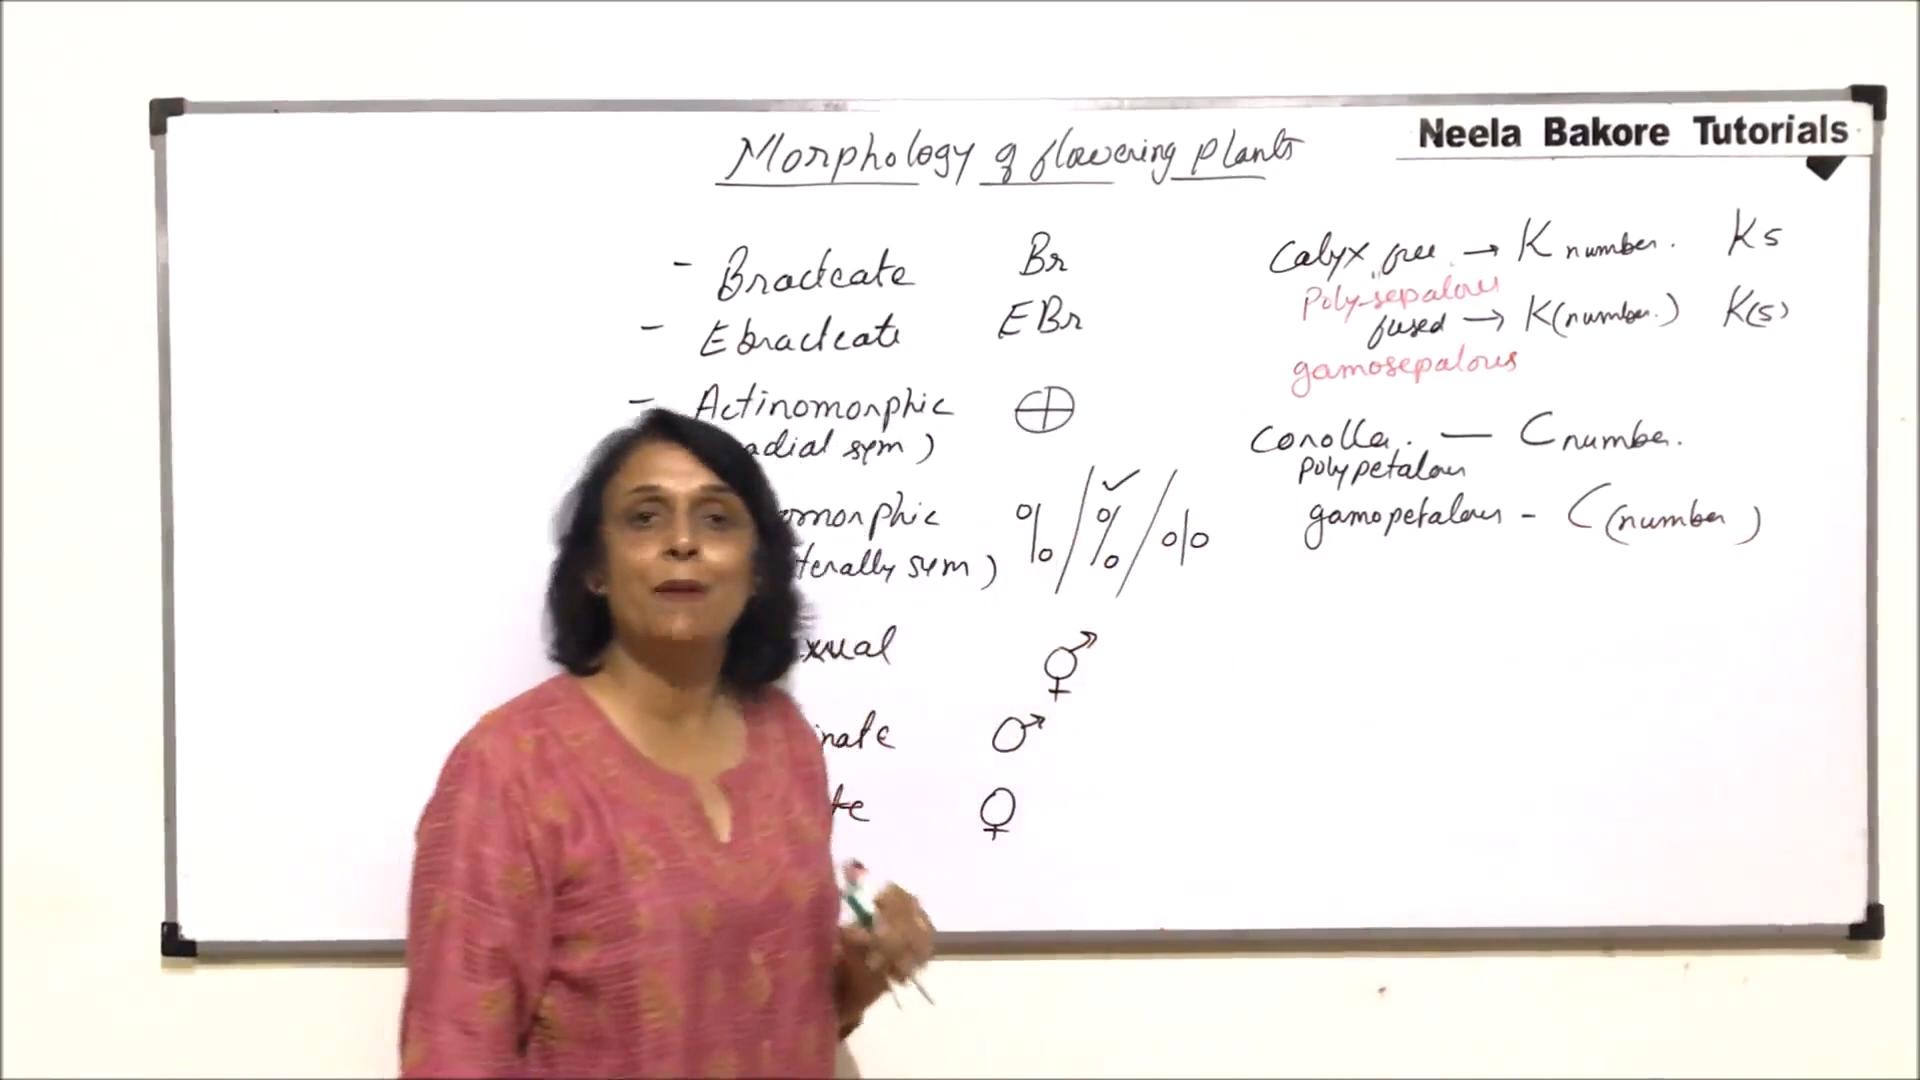 Morphology of flowering plants
Neela Bakore Tutorials
- Bracteate Br
- Ebracteate EBr
- Actinomorphic ⊕
adial sym)
omorphic %/%/%
terally sym)
xual ⚥
nate ♂
te ♀
Calyx free → K number. K5
Poly-sepalous
fused → K(number.) K(5)
gamosepalous
Corolla. — C number.
polypetalous
gamopetalous - C(number)